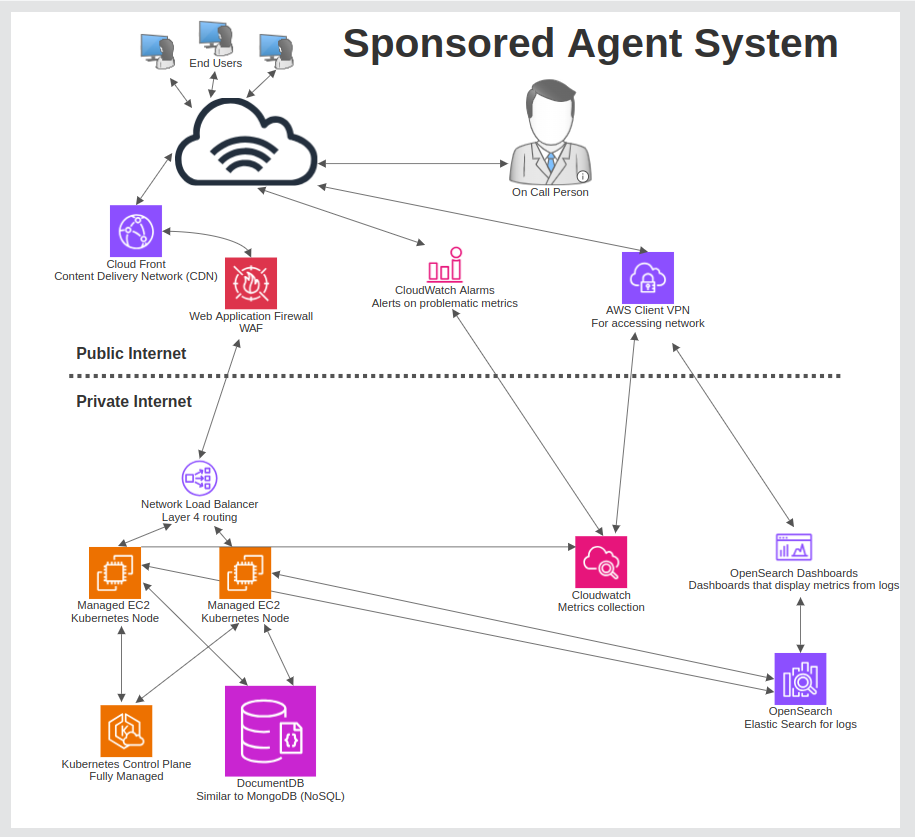 Sponsored Agent System
End Users
On Call Person
Cloud Front
Content Delivery Network (CDN)
Web Application Firewall
WAF
CloudWatch Alarms
Alerts on problematic metrics
AWS Client VPN
For accessing network
Public Internet
Private Internet
Network Load Balancer
Layer 4 routing
Managed EC2
Kubernetes Node
Managed EC2
Kubernetes Node
Cloudwatch
Metrics collection
OpenSearch Dashboards
Dashboards that display metrics from logs
OpenSearch
Elastic Search for logs
Kubernetes Control Plane
Fully Managed
DocumentDB
Similar to MongoDB (NoSQL)